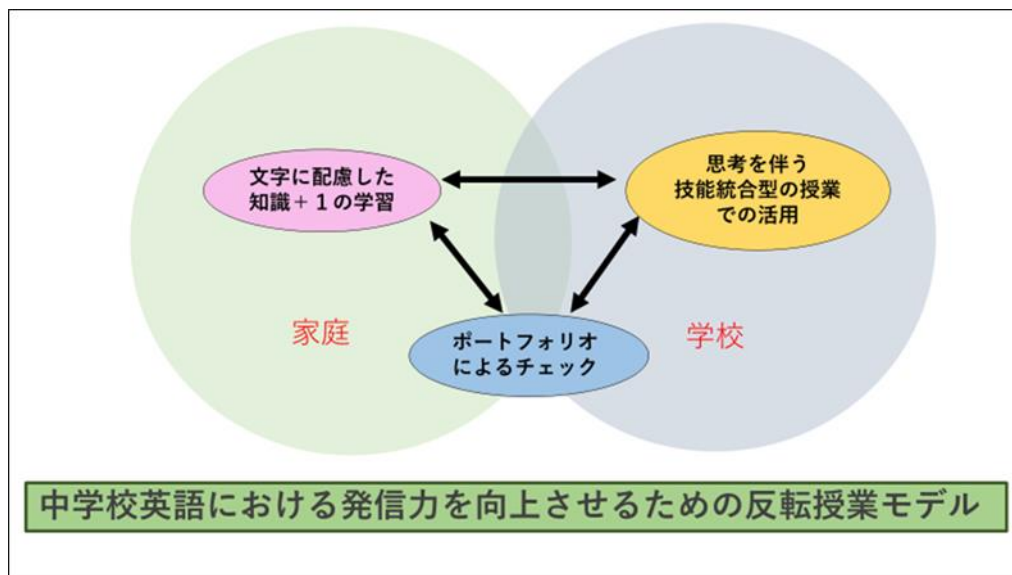 文字に配慮した
知識+1の学習
思考を伴う
技能統合型の授業
での活用
家庭
ポートフォリオ
によるチェック
学校
中学校英語における発信力を向上させるための反転授業モデル